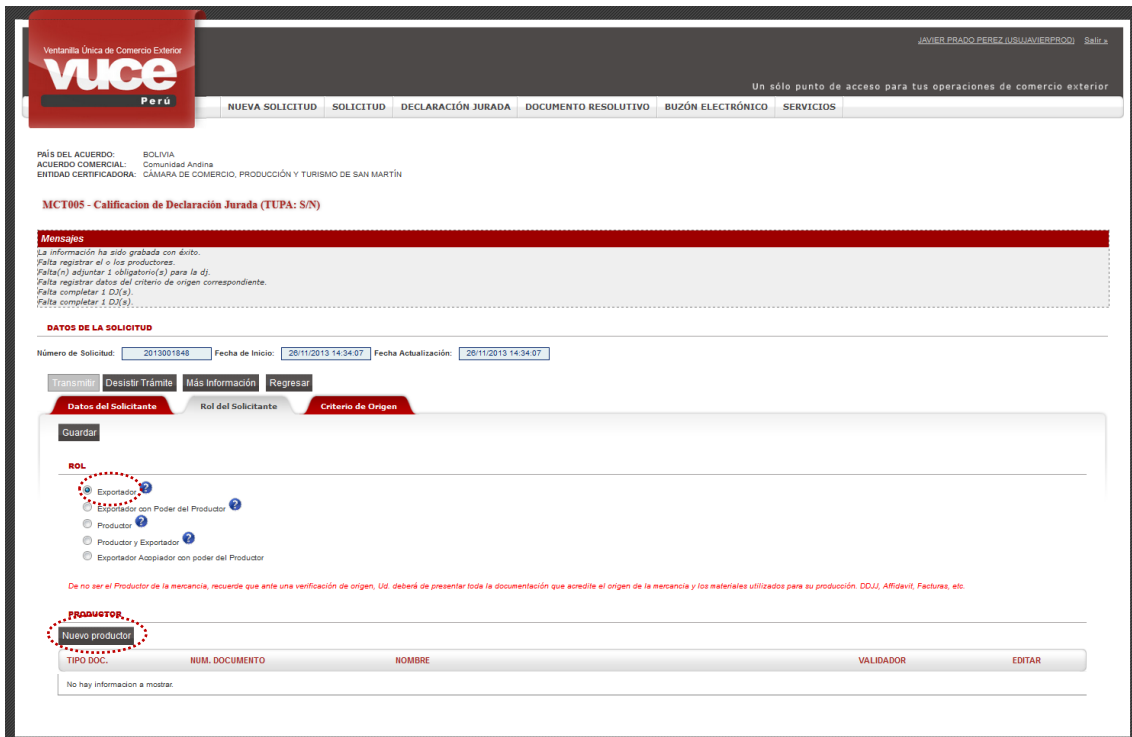 JAVIER PRADO PEREZ (USUJAVIERPROD) Salir »
Ventanilla Única de Comercio Exterior
vuce
Perú
Un sólo punto de acceso para tus operaciones de comercio exterior
NUEVA SOLICITUD SOLICITUD DECLARACIÓN JURADA DOCUMENTO RESOLUTIVO BUZÓN ELECTRÓNICO SERVICIOS
PAÍS DEL ACUERDO: BOLIVIA
ACUERDO COMERCIAL: Comunidad Andina
ENTIDAD CERTIFICADORA: CÁMARA DE COMERCIO, PRODUCCIÓN Y TURISMO DE SAN MARTÍN
MCT005 - Calificacion de Declaración Jurada (TUPA: S/N)
Mensajes
La información ha sido grabada con éxito.
Falta registrar el o los productores.
Falta(n) adjuntar 1 obligatorio(s) para la dj.
Falta registrar datos del criterio de origen correspondiente.
Falta completar 1 DJ(s).
Falta completar 1 DJ(s).
DATOS DE LA SOLICITUD
Número de Solicitud: 2013001848 Fecha de Inicio: 26/11/2013 14:34:07 Fecha Actualización: 26/11/2013 14:34:07
Transmitir Desistir Trámite Más Información Regresar
Datos del Solicitante Rol del Solicitante Criterio de Origen
Guardar
ROL
Exportador ?
Exportador con Poder del Productor ?
Productor ?
Productor y Exportador ?
Exportador Acopiador con poder del Productor
De no ser el Productor de la mercancía, recuerde que ante una verificación de origen, Ud. deberá de presentar toda la documentación que acredite el origen de la mercancía y los materiales utilizados para su producción. DDJJ, Affidavit, Facturas, etc.
PRODUCTOR
Nuevo productor
TIPO DOC. NUM. DOCUMENTO NOMBRE VALIDADOR EDITAR
No hay informacion a mostrar.